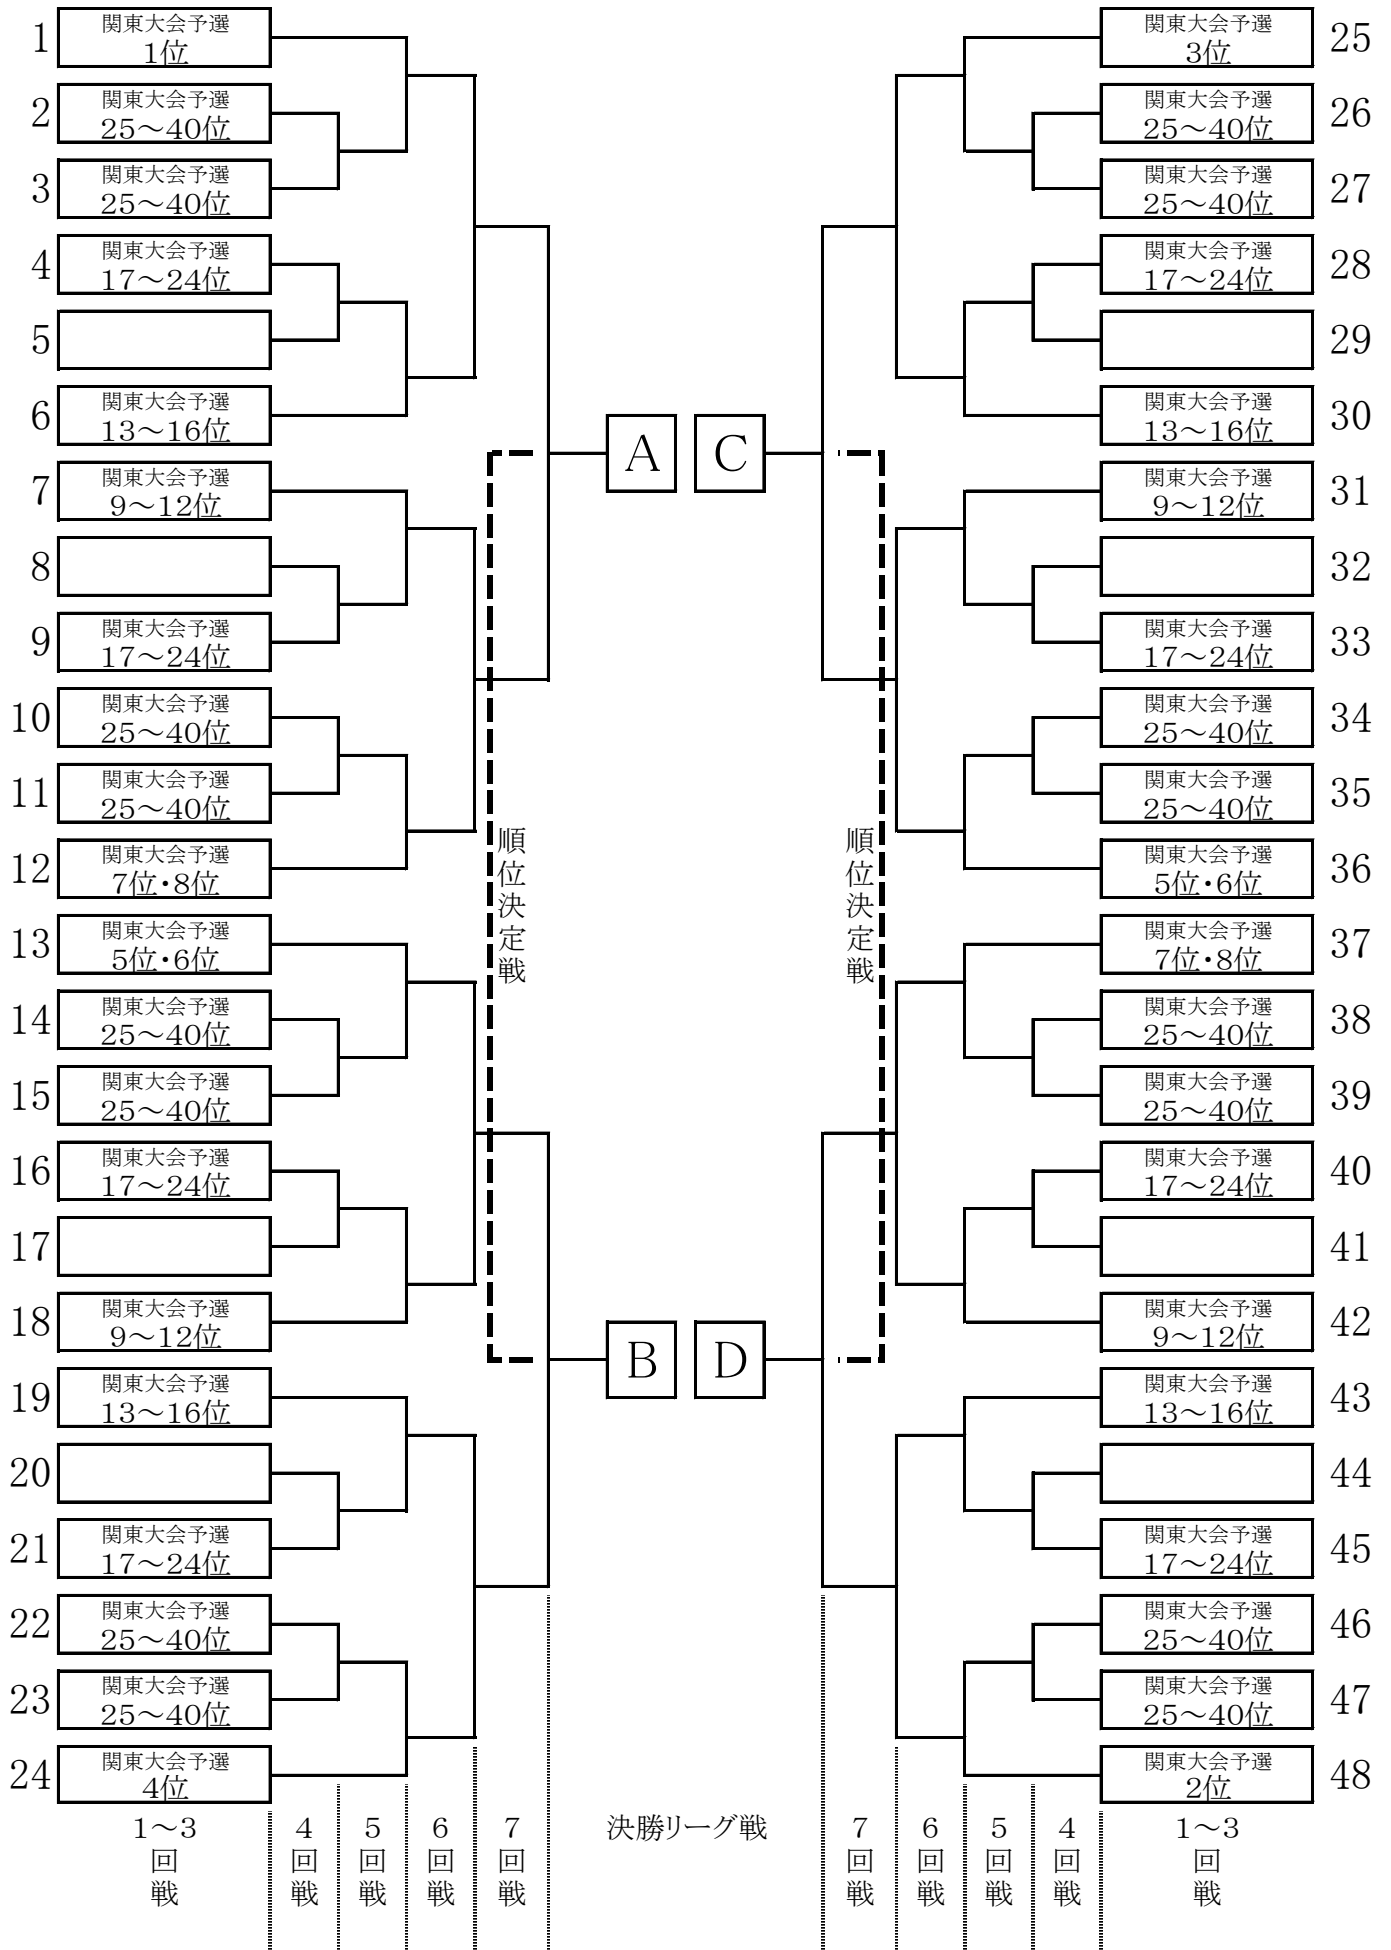 1
関東大会予選
1位
2
関東大会予選
25～40位
3
関東大会予選
25～40位
4
関東大会予選
17～24位
5
6
関東大会予選
13～16位
7
関東大会予選
9～12位
8
9
関東大会予選
17～24位
10
関東大会予選
25～40位
11
関東大会予選
25～40位
12
関東大会予選
7位・8位
13
関東大会予選
5位・6位
14
関東大会予選
25～40位
15
関東大会予選
25～40位
16
関東大会予選
17～24位
17
18
関東大会予選
9～12位
19
関東大会予選
13～16位
20
21
関東大会予選
17～24位
22
関東大会予選
25～40位
23
関東大会予選
25～40位
24
関東大会予選
4位
A
C
順位決定戦
順位決定戦
B
D
関東大会予選
3位
25
関東大会予選
25～40位
26
関東大会予選
25～40位
27
関東大会予選
17～24位
28
29
関東大会予選
13～16位
30
関東大会予選
9～12位
31
32
関東大会予選
17～24位
33
関東大会予選
25～40位
34
関東大会予選
25～40位
35
関東大会予選
5位・6位
36
関東大会予選
7位・8位
37
関東大会予選
25～40位
38
関東大会予選
25～40位
39
関東大会予選
17～24位
40
41
関東大会予選
9～12位
42
関東大会予選
13～16位
43
44
関東大会予選
17～24位
45
関東大会予選
25～40位
46
関東大会予選
25～40位
47
関東大会予選
2位
48
1～3回戦
4回戦
5回戦
6回戦
7回戦
決勝リーグ戦
7回戦
6回戦
5回戦
4回戦
1～3回戦